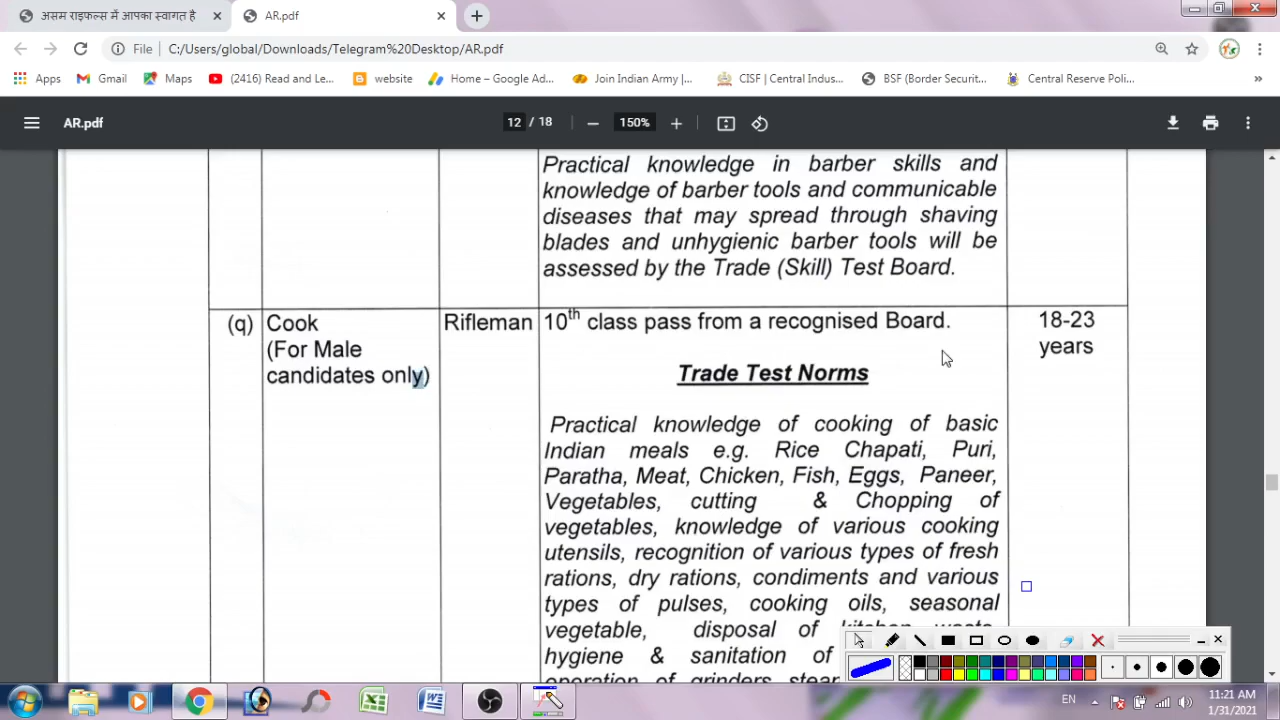 असम राइफल्स में आपका स्वागत है
AR.pdf
File
C:/Users/global/Downloads/Telegram%20Desktop/AR.pdf
Apps
Gmail
Maps
(2416) Read and Le...
website
Home – Google Ad...
Join Indian Army |...
CISF | Central Indus...
BSF (Border Securit...
Central Reserve Poli...
»
AR.pdf
12 / 18
150%
Practical knowledge in barber skills and
knowledge of barber tools and communicable
diseases that may spread through shaving
blades and unhygienic barber tools will be
assessed by the Trade (Skill) Test Board.
(q)
Cook
(For Male
candidates only)
Rifleman
10th class pass from a recognised Board.
18-23
years
Trade Test Norms
Practical knowledge of cooking of basic
Indian meals e.g. Rice Chapati, Puri,
Paratha, Meat, Chicken, Fish, Eggs, Paneer,
Vegetables, cutting & Chopping of
vegetables, knowledge of various cooking
utensils, recognition of various types of fresh
rations, dry rations, condiments and various
types of pulses, cooking oils, seasonal
vegetable, disposal of kitchen waste,
hygiene & sanitation of
operation of grinders
EN
11:21 AM
1/31/2021